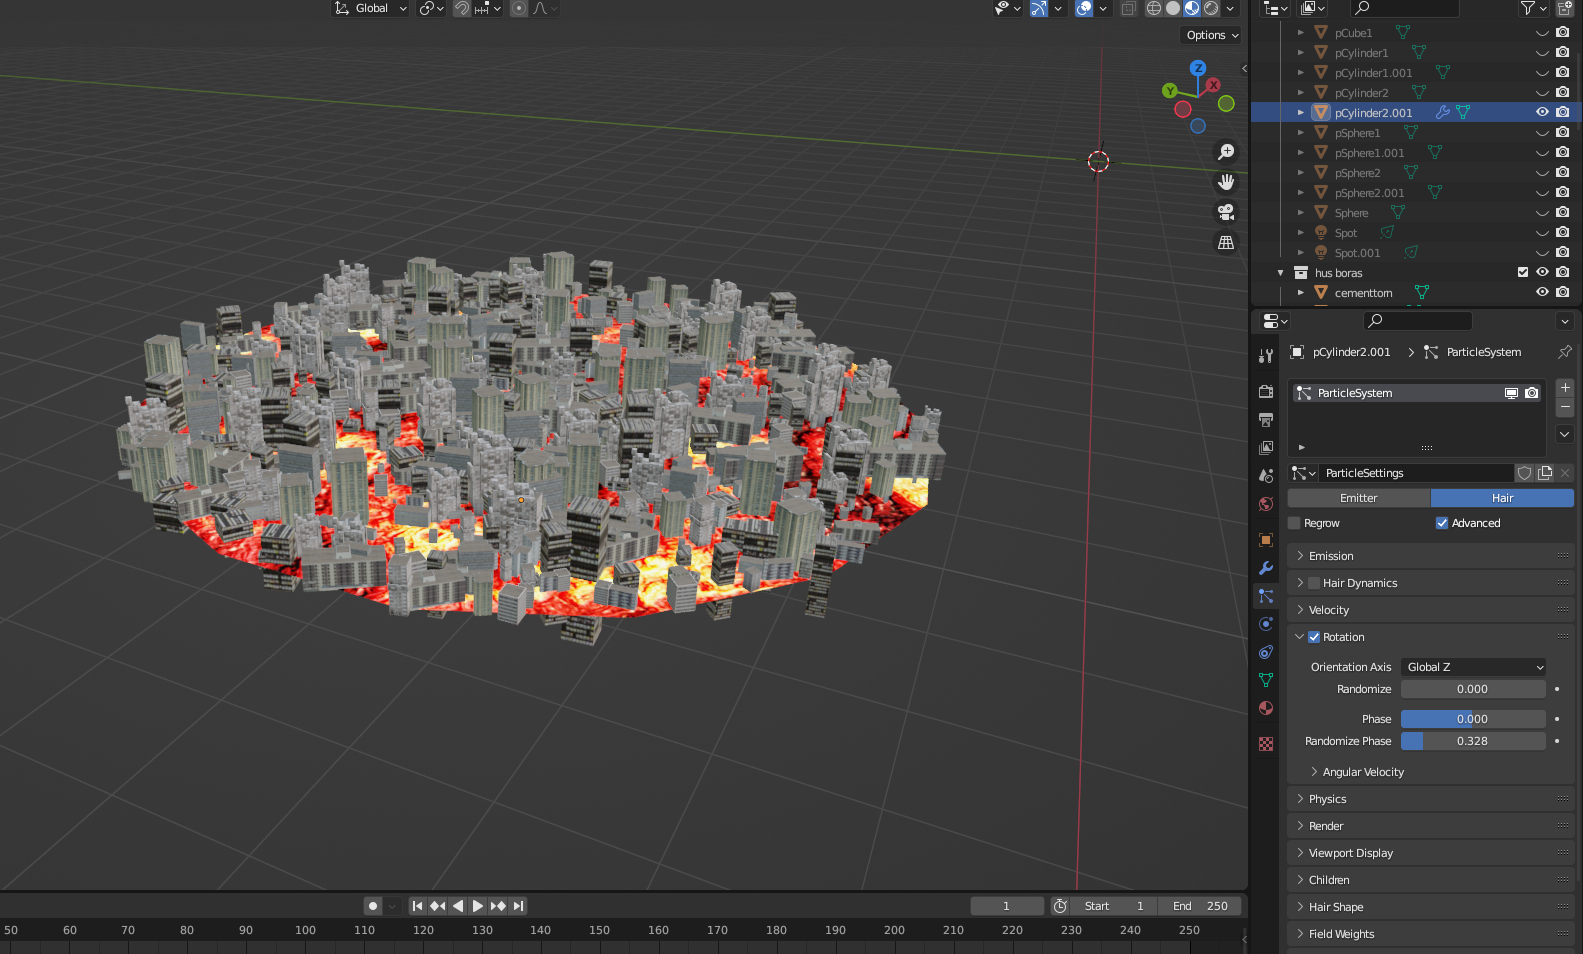 Global
Options
Z
X
Y
pCube1
pCylinder1
pCylinder1.001
pCylinder2
pCylinder2.001
pSphere1
pSphere1.001
pSphere2
pSphere2.001
Sphere
Spot
Spot.001
hus boras
cementtorn
pCylinder2.001 > ParticleSystem
ParticleSystem
ParticleSettings
Emitter Hair
Regrow Advanced
Emission
Hair Dynamics
Velocity
Rotation
Orientation Axis Global Z
Randomize 0.000
Phase 0.000
Randomize Phase 0.328
Angular Velocity
Physics
Render
Viewport Display
Children
Hair Shape
Field Weights
1 Start 1 End 250
50 60 70 80 90 100 110 120 130 140 150 160 170 180 190 200 210 220 230 240 250